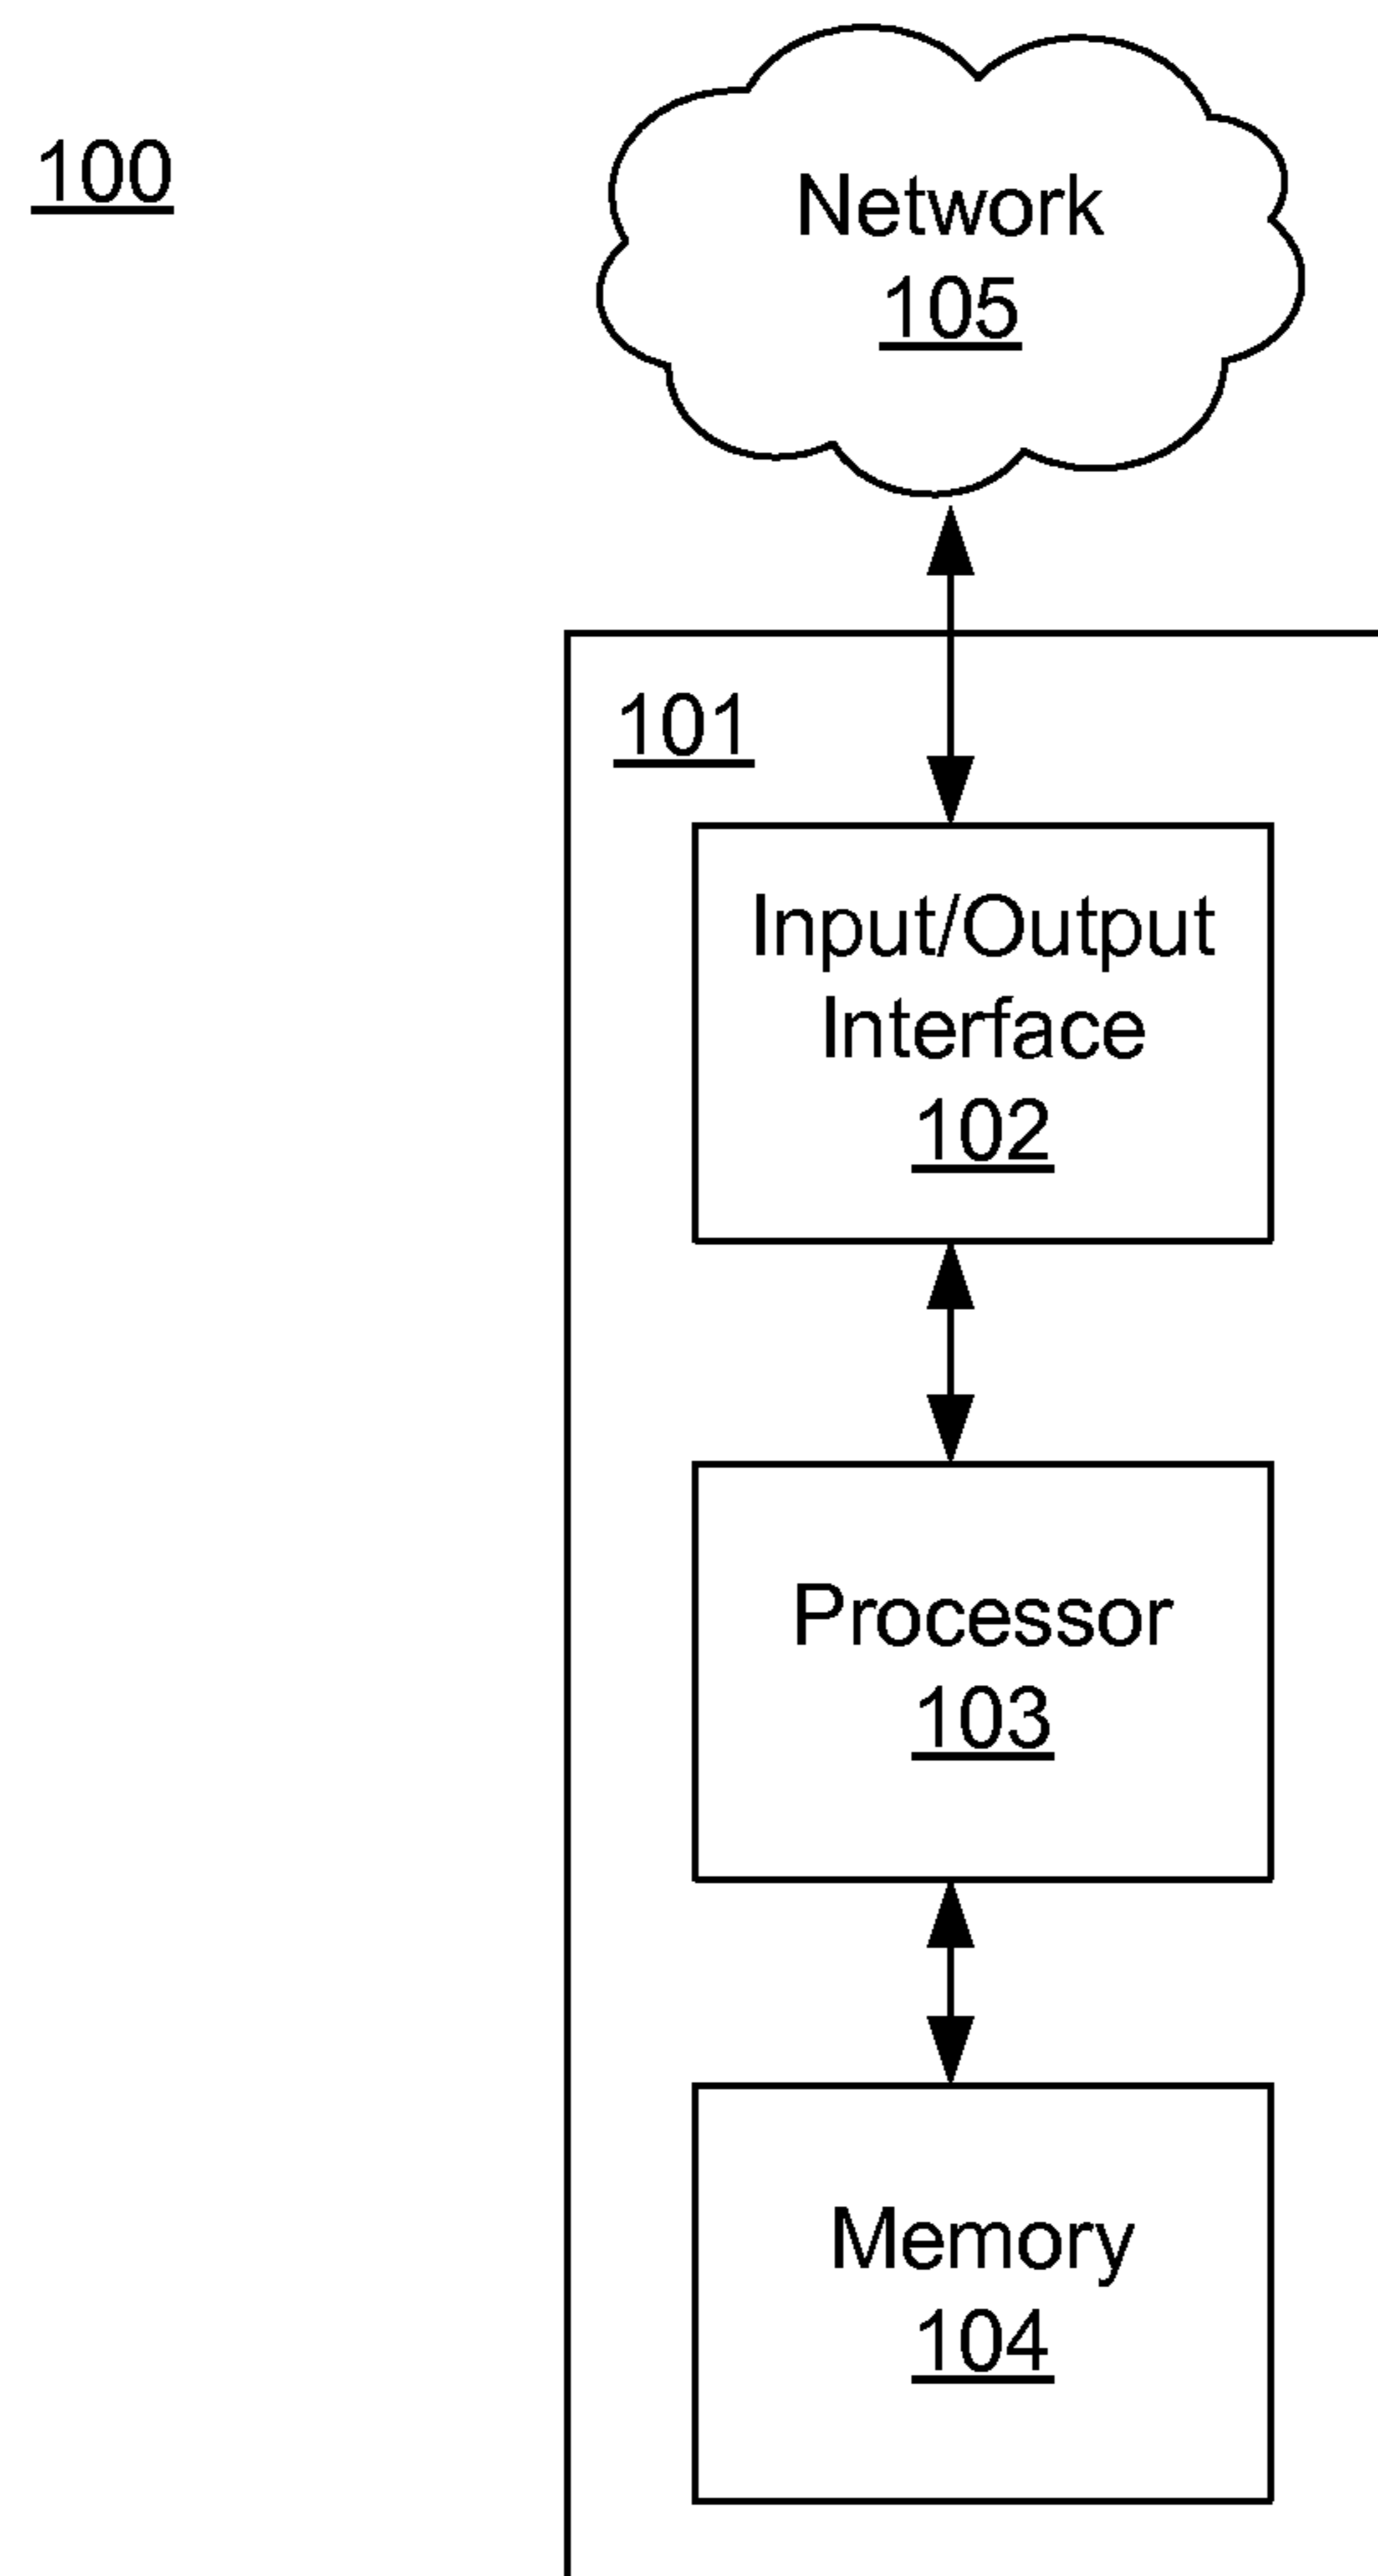 100
Network
105
101
Input/Output
Interface
102
Processor
103
Memory
104